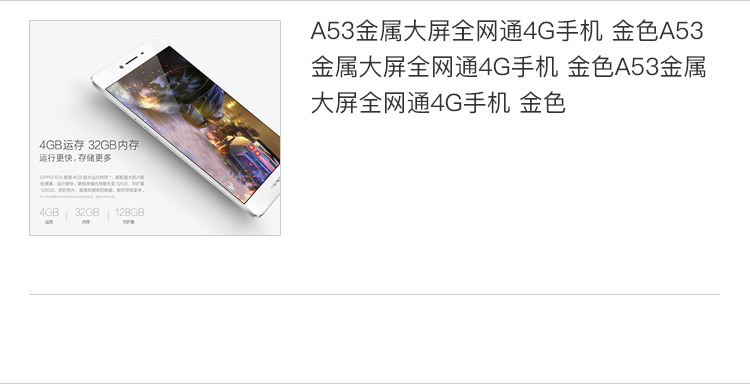 A53金属大屏全网通4G手机 金色A53
金属大屏全网通4G手机 金色A53金属
大屏全网通4G手机 金色
4GB运存 32GB内存
运行更快，存储更多
4GB
32GB
128GB
运存
内存
可扩展